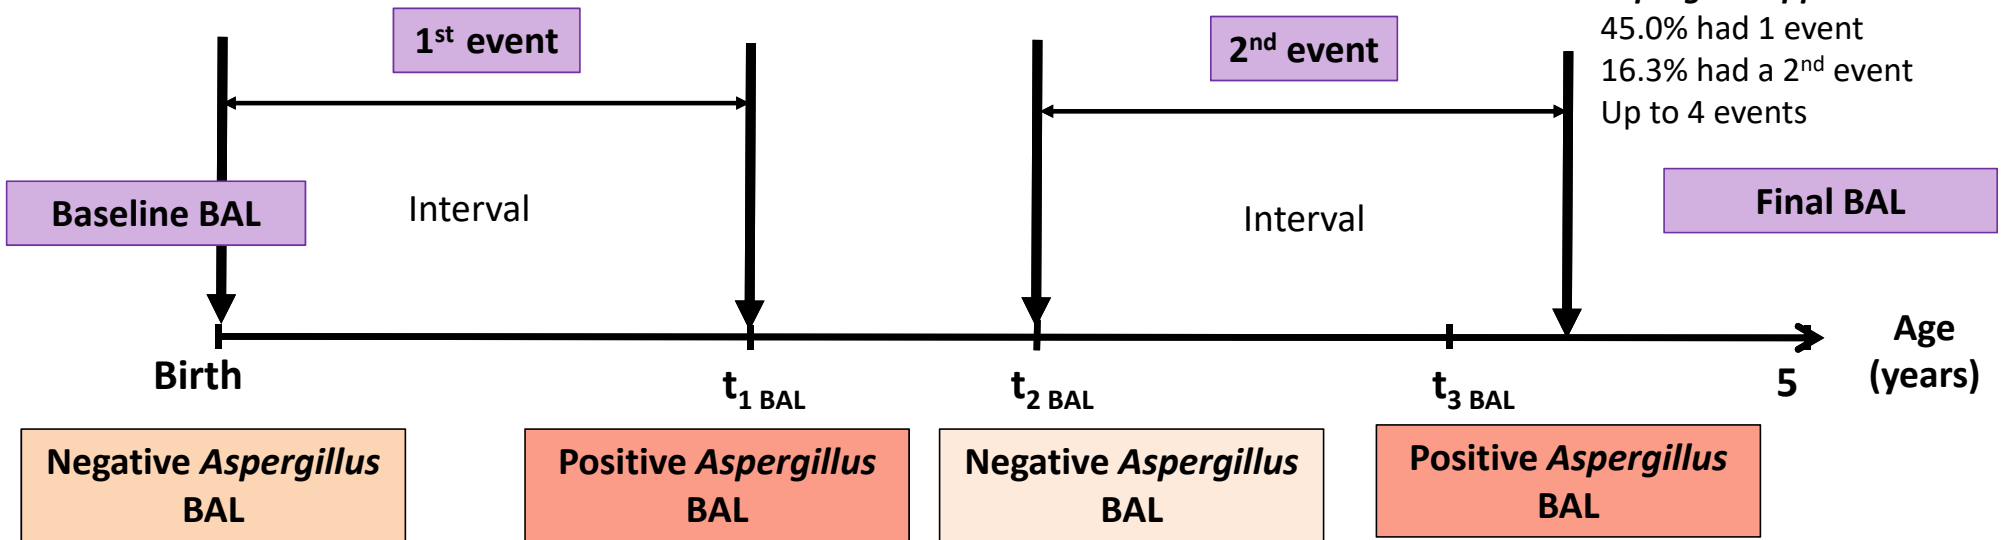 1st event
2nd event
45.0% had 1 event
16.3% had a 2nd event
Up to 4 events
Baseline BAL
Interval
Interval
Final BAL
Birth
t1 BAL
t2 BAL
t3 BAL
5
Age
(years)
Negative Aspergillus
BAL
Positive Aspergillus
BAL
Negative Aspergillus
BAL
Positive Aspergillus
BAL